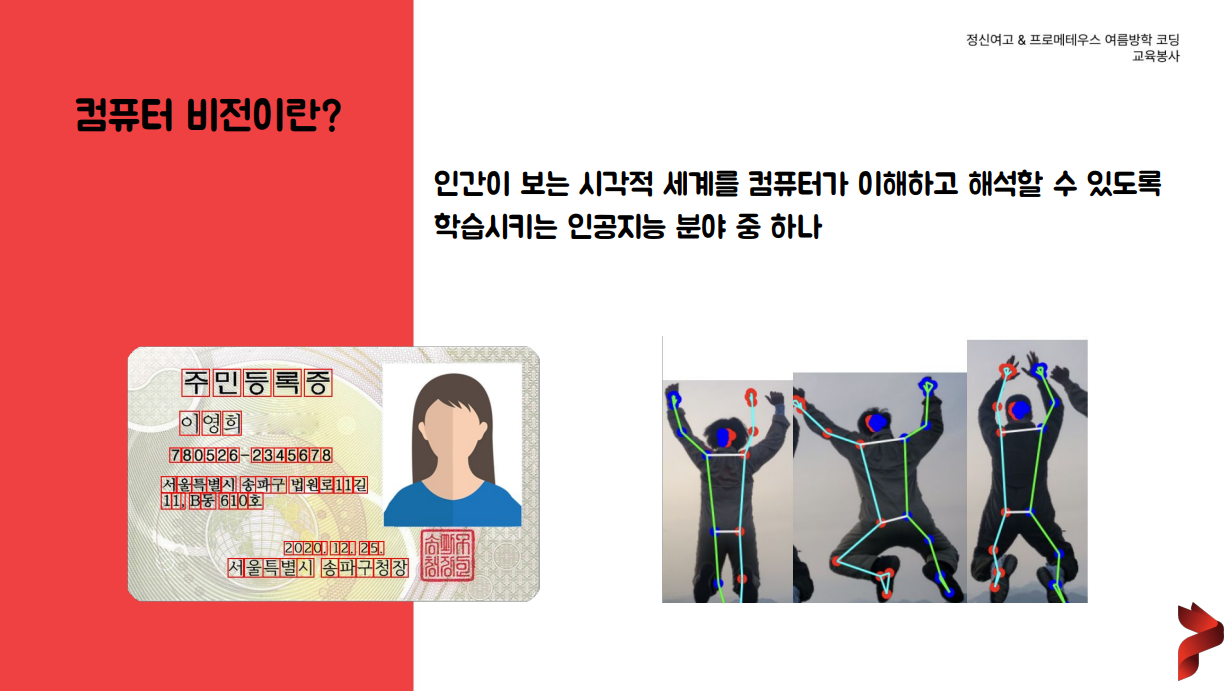 정신여고 & 프로메테우스 여름방학 코딩
교육봉사
컴퓨터 비전이란?
인간이 보는 시각적 세계를 컴퓨터가 이해하고 해석할 수 있도록
학습시키는 인공지능 분야 중 하나
주민등록증
이영희
780526-2345678
서울특별시 송파구 법원로11길
11, B동 610호
2020. 12. 25.
서울특별시 송파구청장